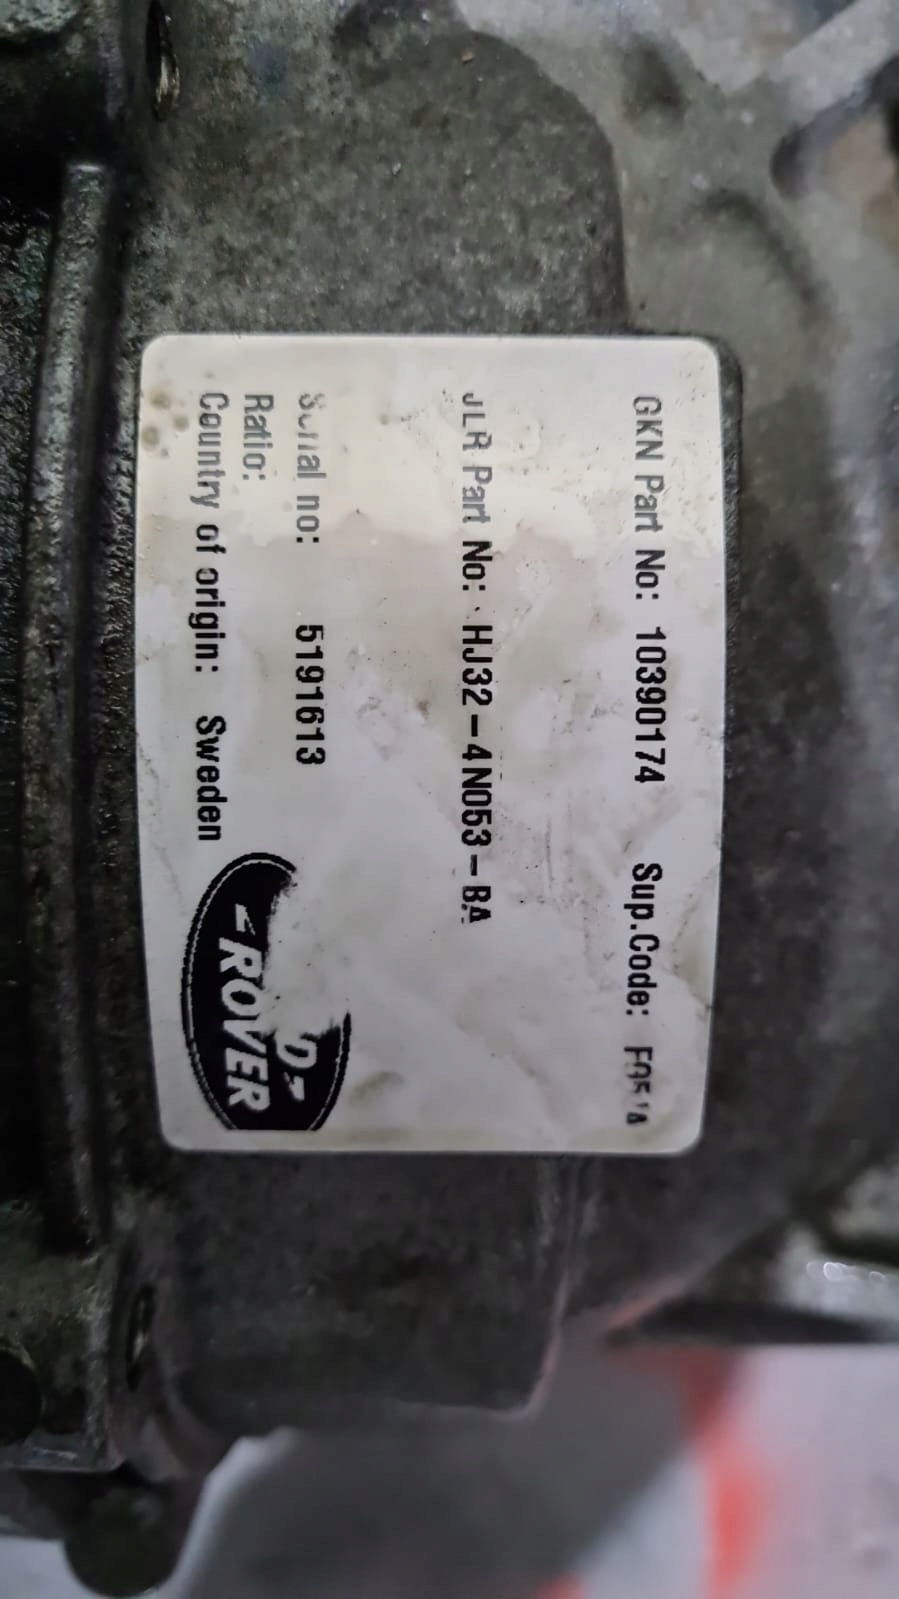 GKN Part No: 10390174 Sup.Code:
JLR Part No: HJ32-4N053-BA
Serial no: 5191613
Ratio:
Country of origin: Sweden
ROVER